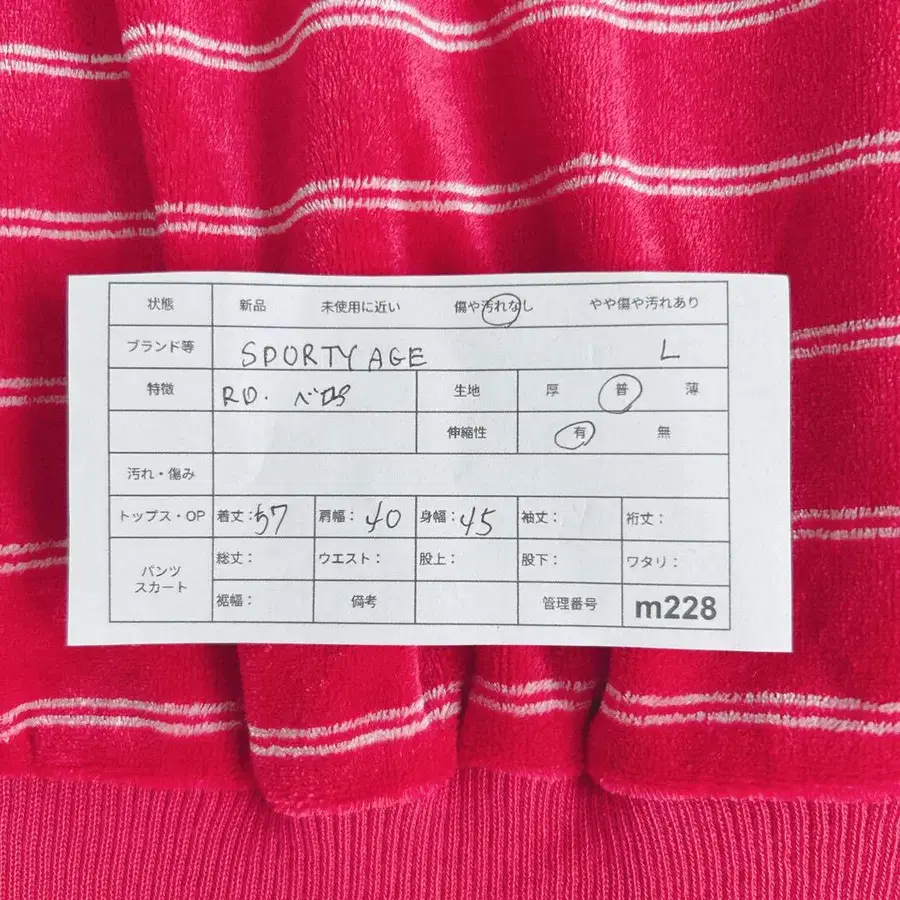 状態 新品 未使用に近い 傷や汚れなし やや傷や汚れあり
ブランド等 SPORTY AGE L
特徴 RD. ベロア 生地 厚 普 薄
伸縮性 有 無
汚れ・傷み
トップス・OP 着丈:57 肩幅:40 身幅:45 袖丈: 裄丈:
パンツ スカート 総丈: ウエスト: 股上: 股下: ワタリ:
裾幅: 備考 管理番号 m228